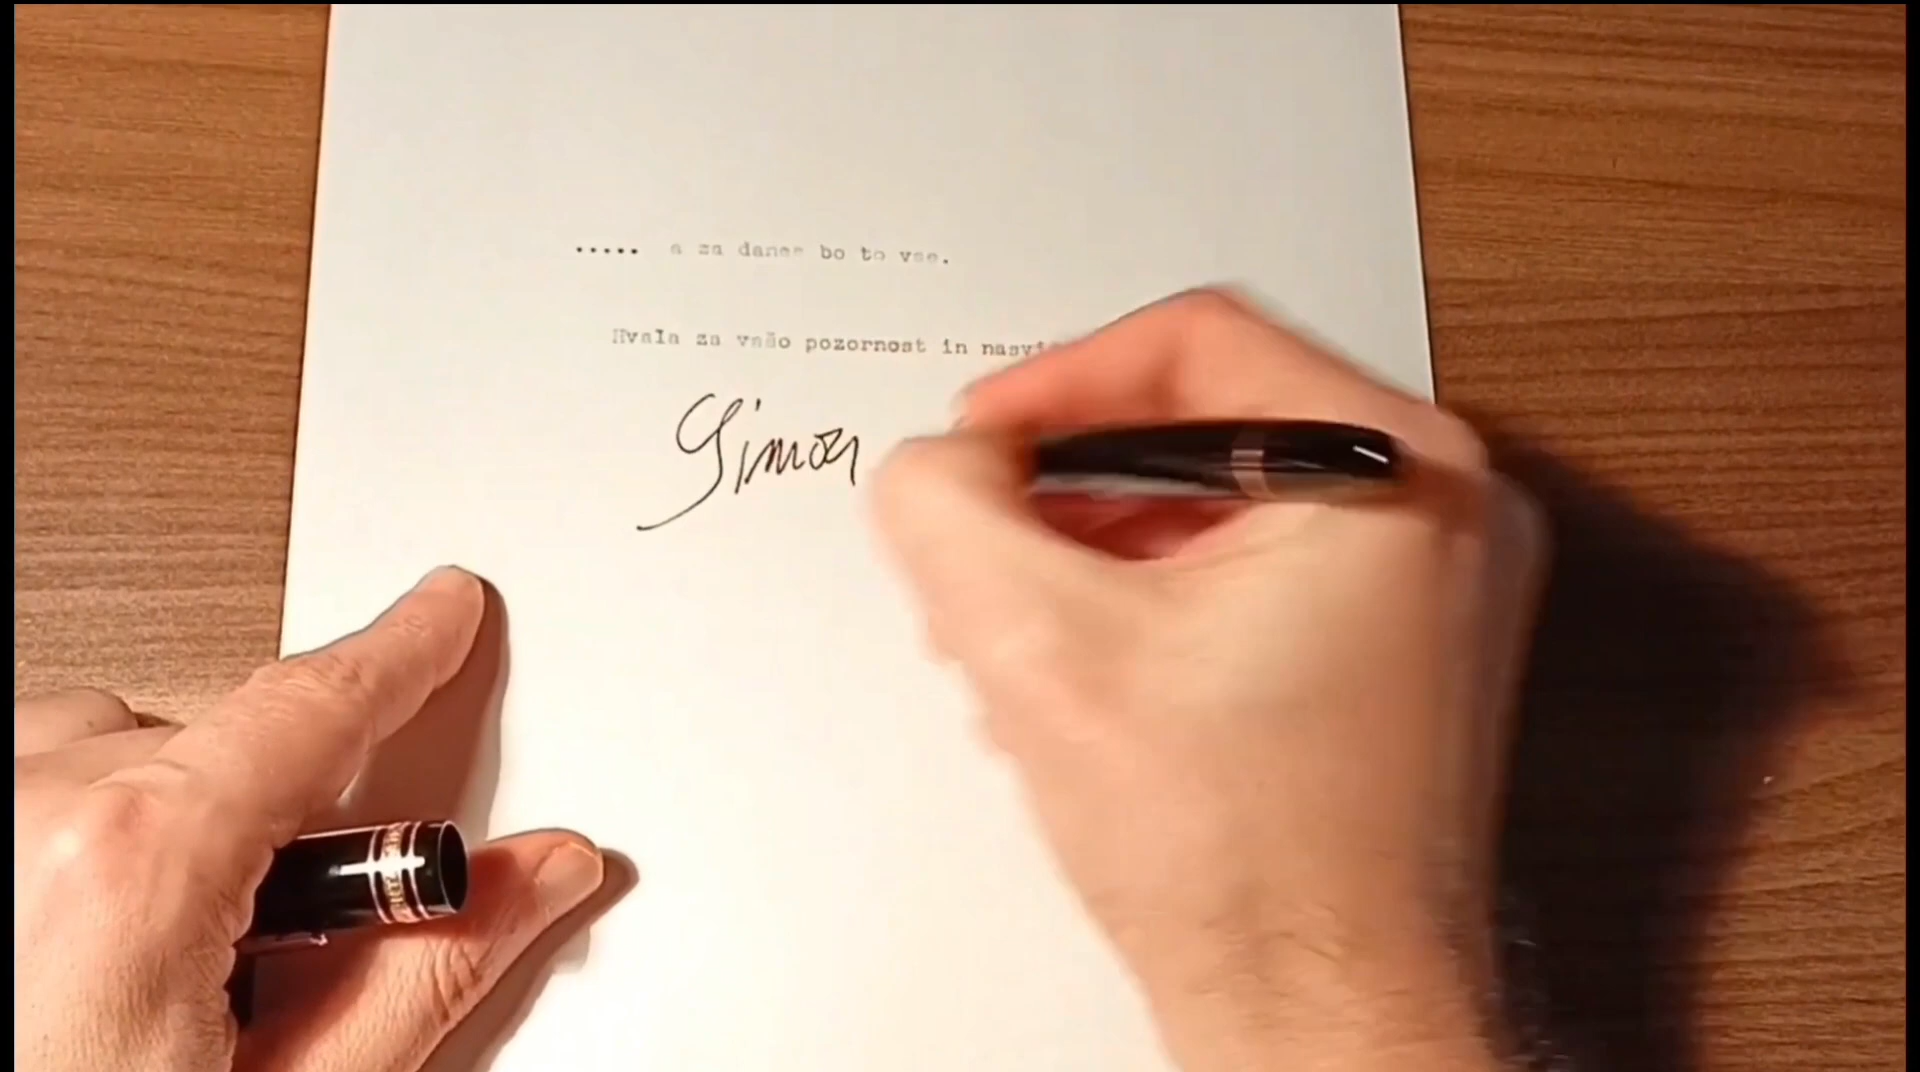 ..... a za danes bo to vse.
Hvala za vašo pozornost in
Simon